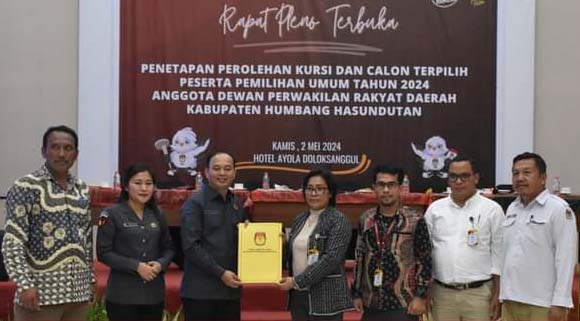 Rapat Pleno Terbuka
PENETAPAN PEROLEHAN KURSI DAN CALON TERPILIH
PESERTA PEMILIHAN UMUM TAHUN 2024
ANGGOTA DEWAN PERWAKILAN RAKYAT DAERAH
KABUPATEN HUMBANG HASUNDUTAN
KAMIS , 2 MEI 2024
HOTEL AYOLA DOLOKSANGGUL